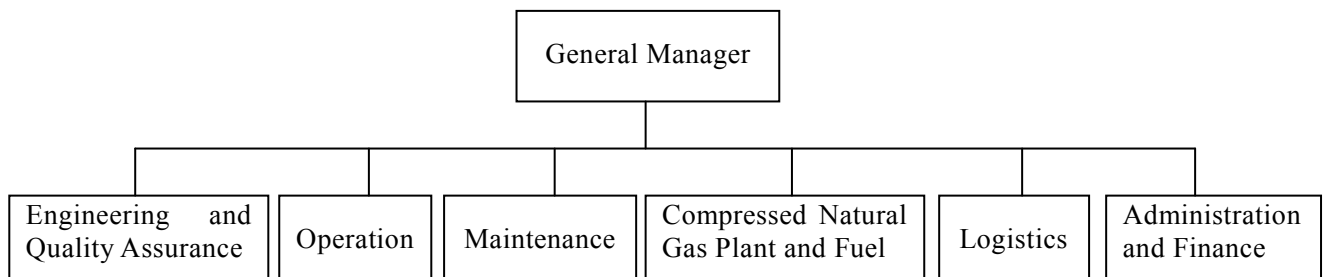 General Manager
Engineering and
Quality Assurance
Operation
Maintenance
Compressed Natural
Gas Plant and Fuel
Logistics
Administration
and Finance